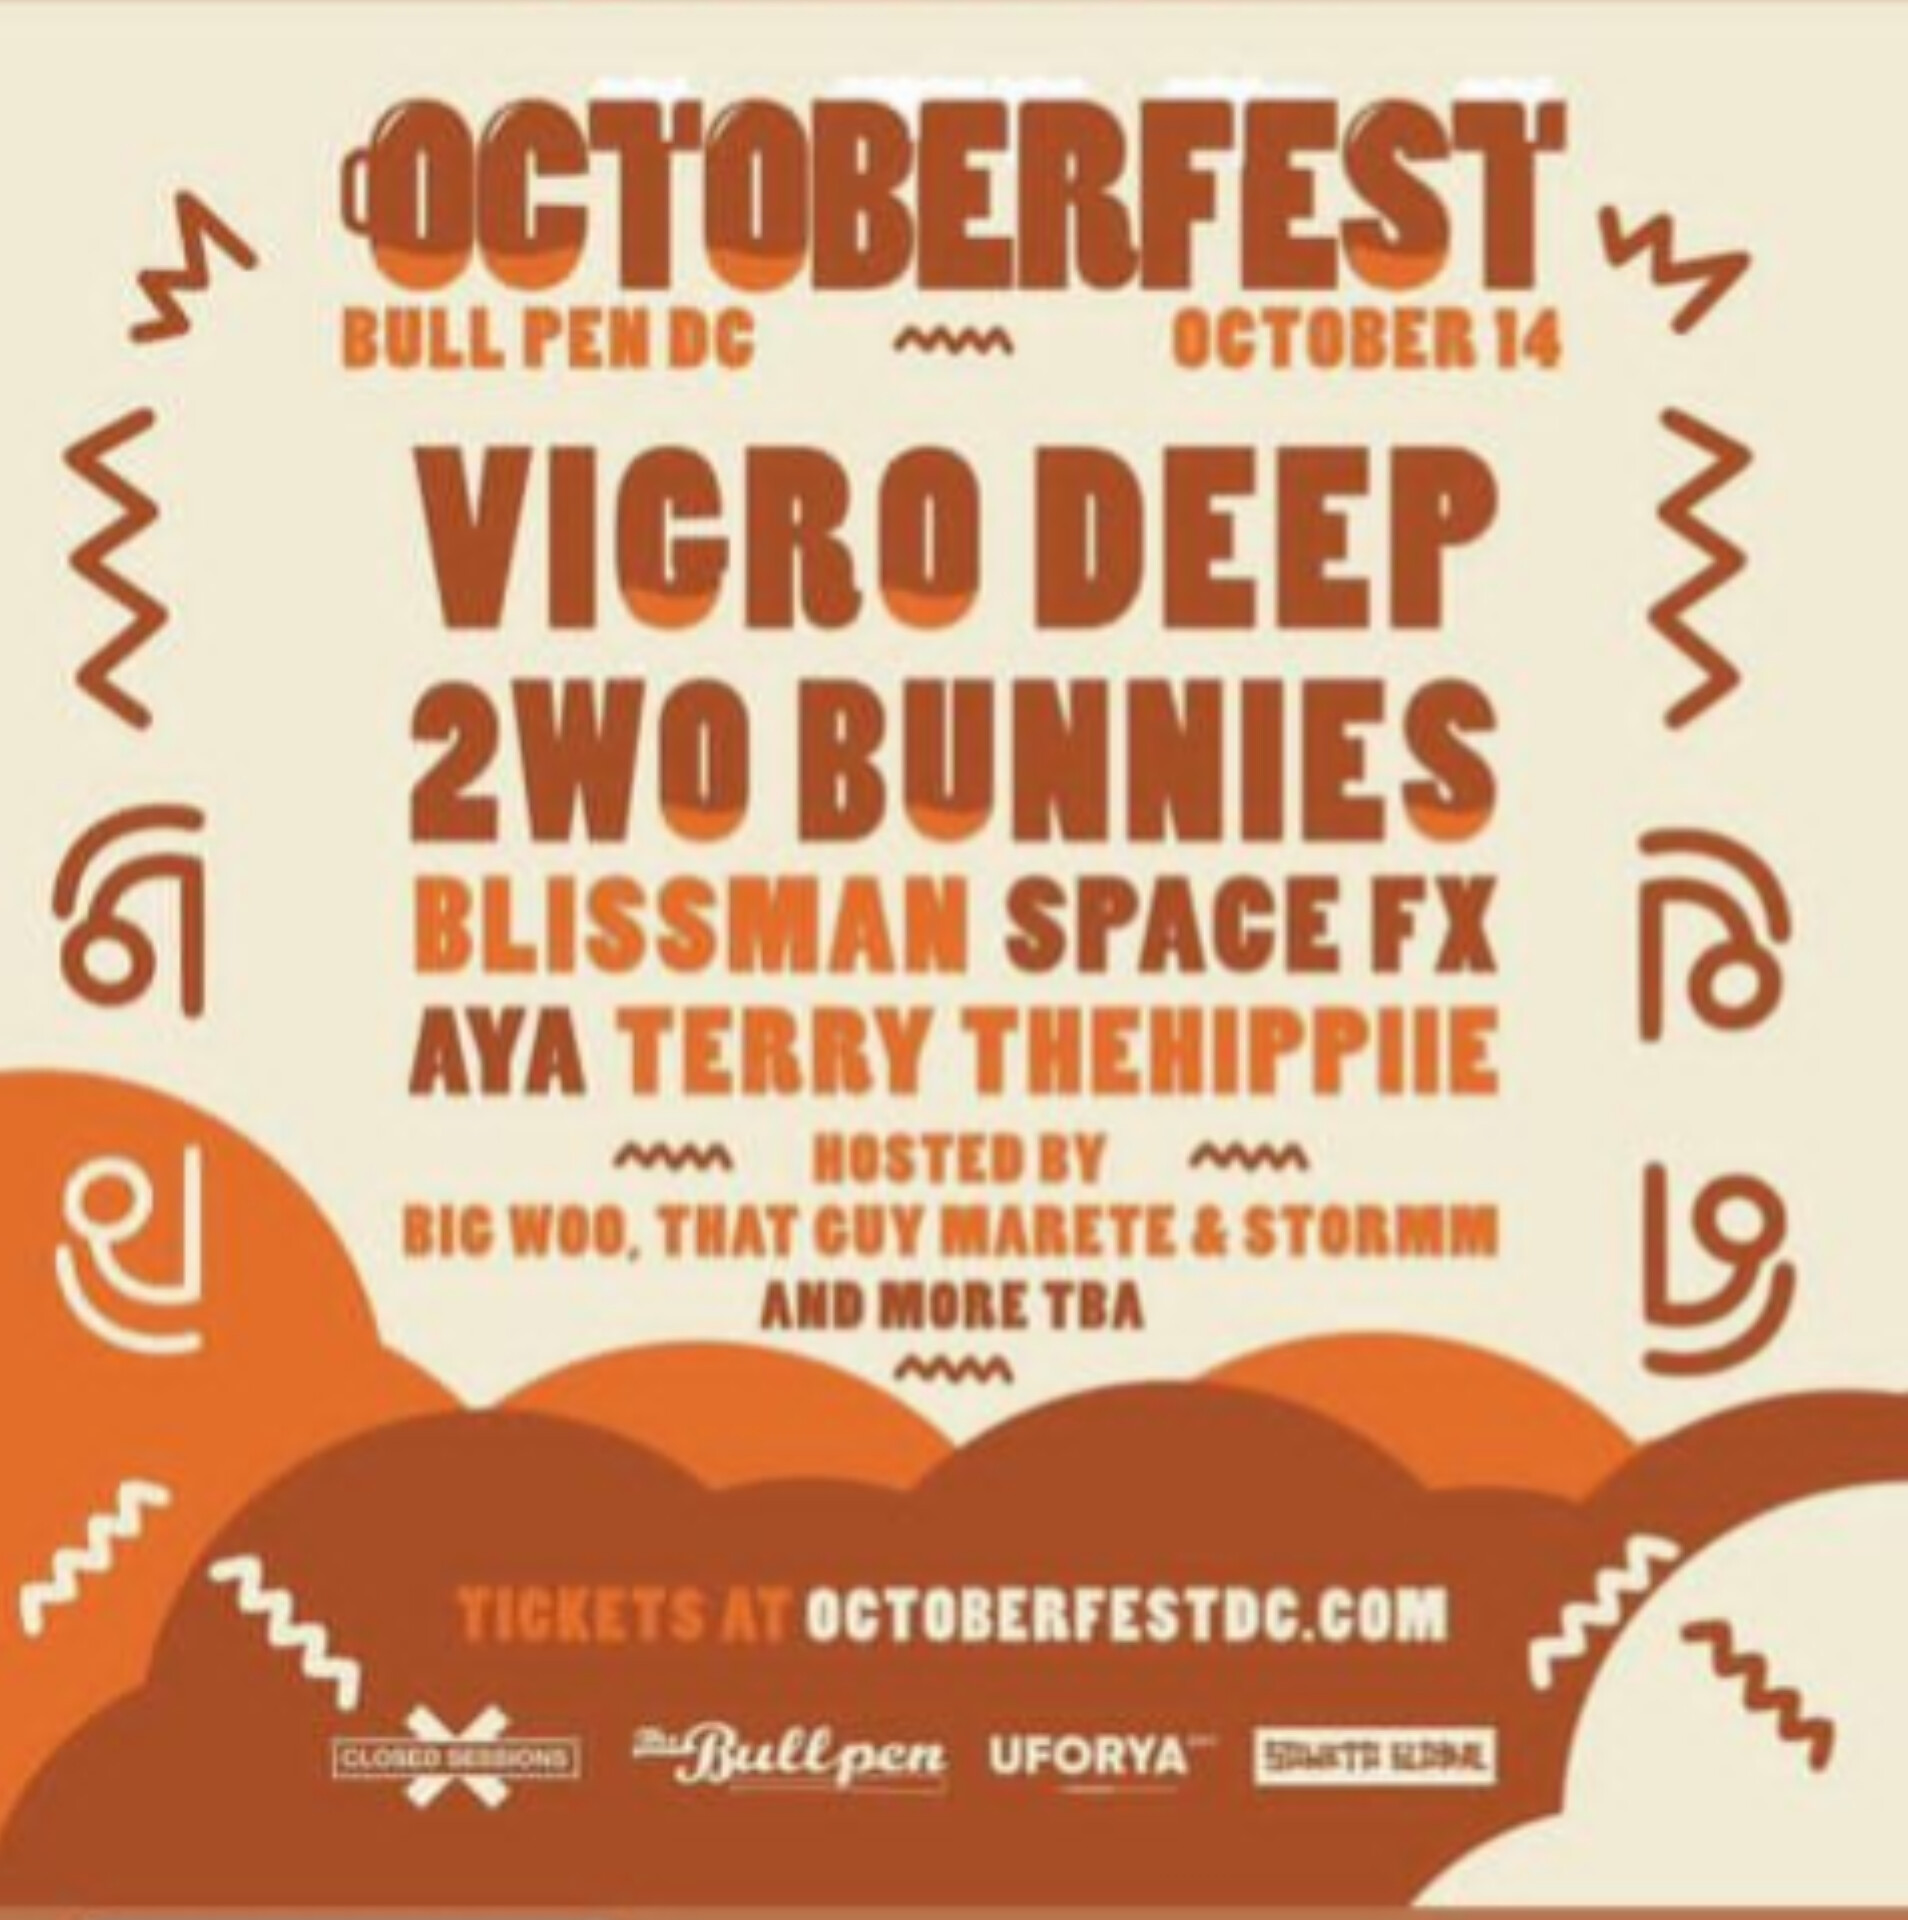 OCTOBERFEST
BULL PEN DC OCTOBER 14
VIGRO DEEP
2WO BUNNIES
BLISSMAN SPACE FX
AYA TERRY THEHIPPIIE
HOSTED BY
BIG WOO, THAT GUY MARETE & STORMM
AND MORE TBA
TICKETS AT OCTOBERFESTDC.COM
CLOSED SESSIONS The Bullpen UFORYA